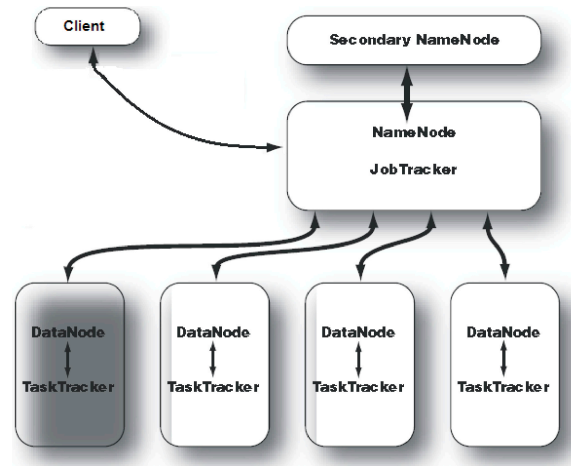 Client
Secondary NameNode
NameNode
JobTracker
DataNode
TaskTracker
DataNode
TaskTracker
DataNode
TaskTracker
DataNode
TaskTracker